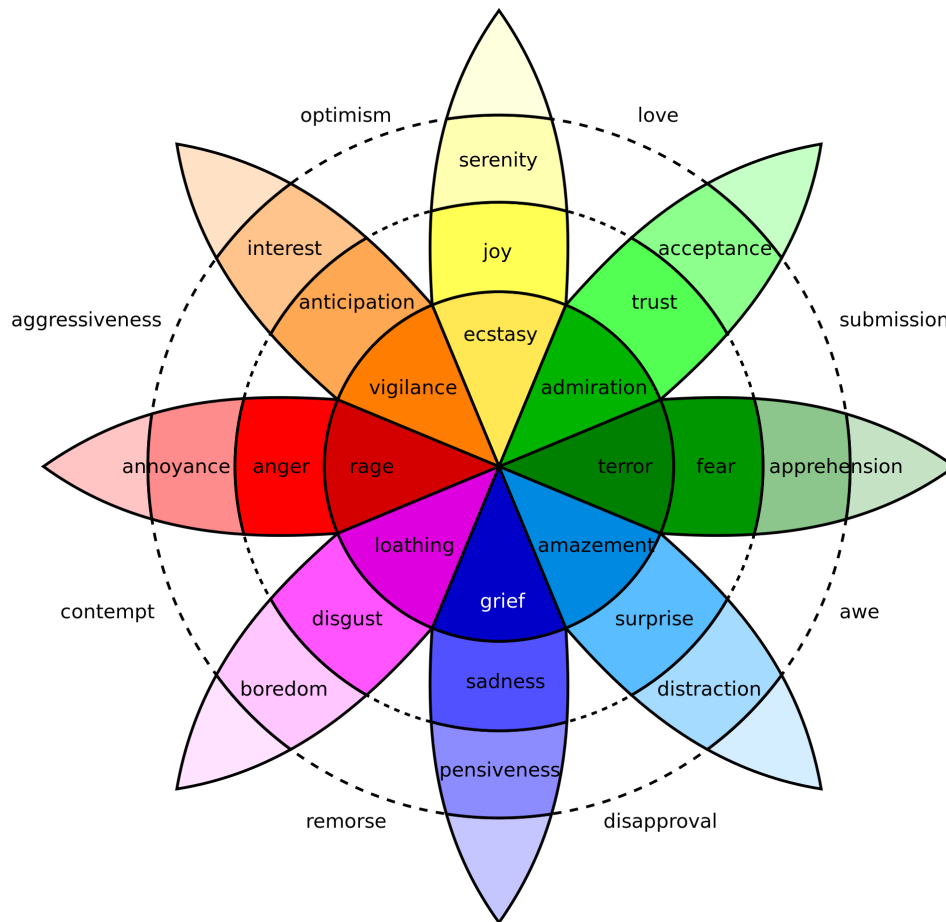 optimism
love
serenity
interest
joy
acceptance
anticipation
trust
aggressiveness
submission
ecstasy
vigilance
admiration
annoyance
anger
rage
terror
fear
apprehension
loathing
amazement
grief
contempt
awe
disgust
surprise
sadness
boredom
distraction
pensiveness
remorse
disapproval